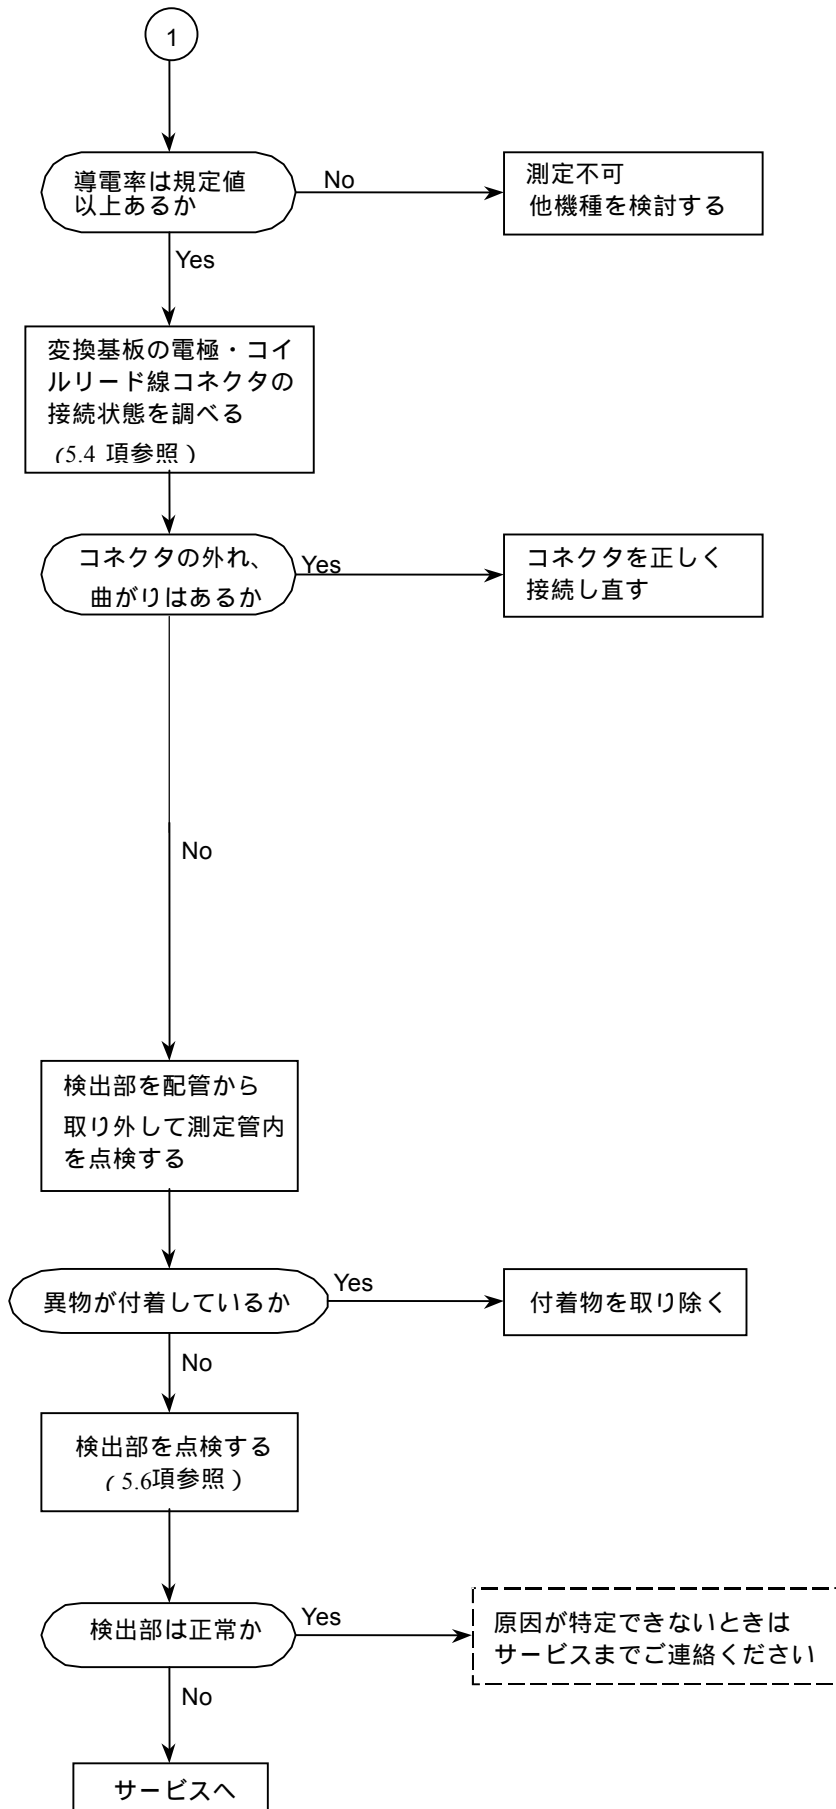 1
導電率は規定値
以上あるか
No
測定不可
他機種を検討する
Yes
変換基板の電極・コイ
ルリード線コネクタの
接続状態を調べる
(5.4 項参照)
コネクタの外れ、
曲がりはあるか
Yes
コネクタを正しく
接続し直す
No
検出部を配管から
取り外して測定管内
を点検する
異物が付着しているか
Yes
付着物を取り除く
No
検出部を点検する
(5.6項参照)
検出部は正常か
Yes
原因が特定できないときは
サービスまでご連絡ください
No
サービスへ